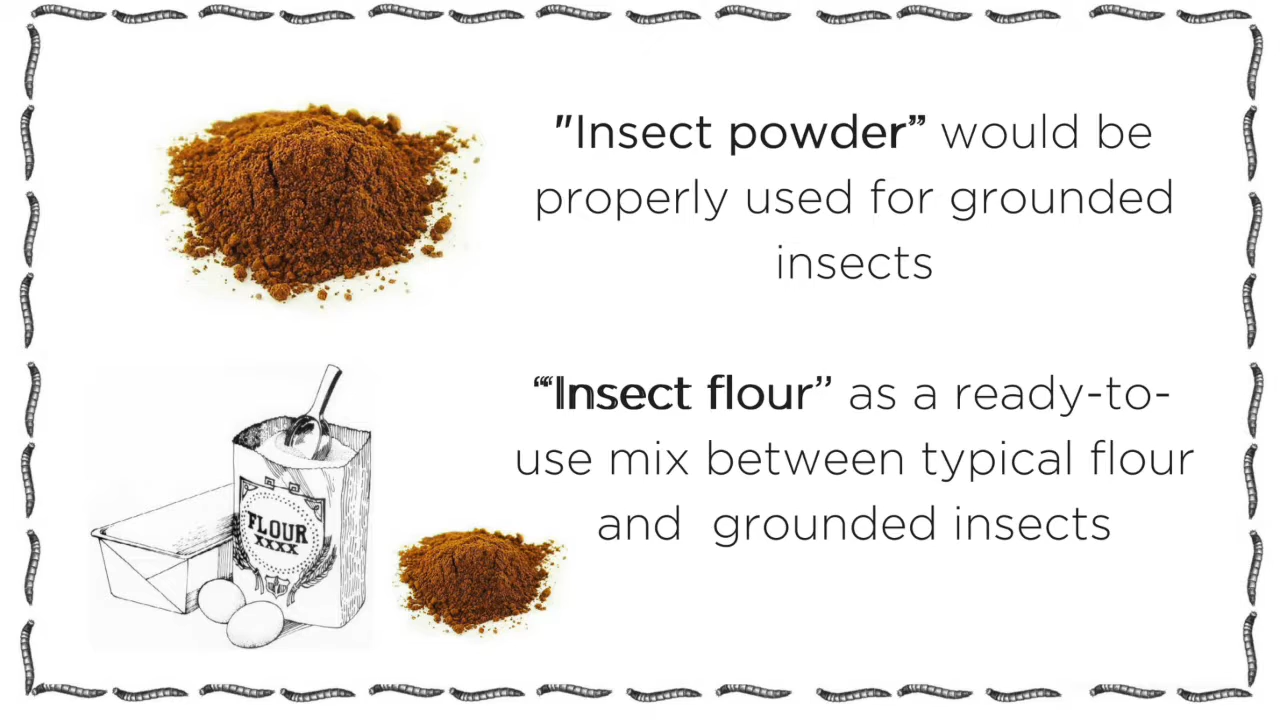 "Insect powder” would be
properly used for grounded
insects
“‘Insect flour” as a ready-to-
use mix between typical flour
and grounded insects
FLOUR
XXXX